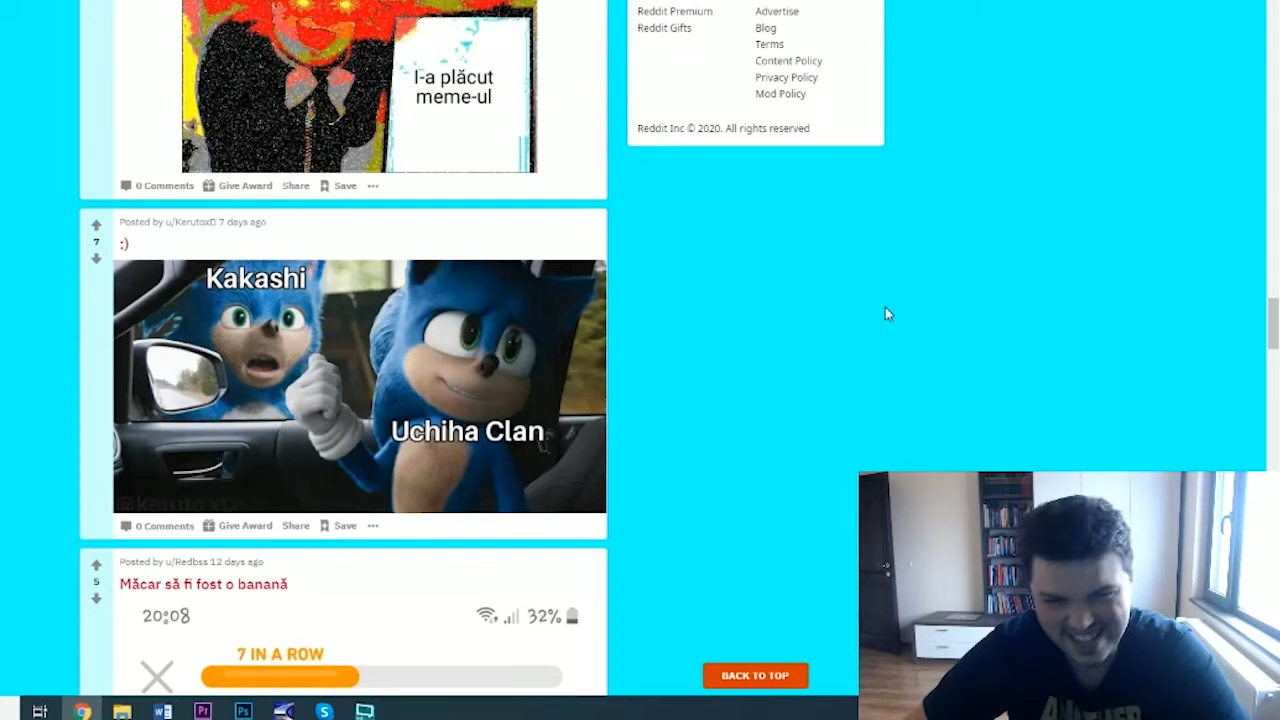 Reddit Premium
Advertise
Reddit Gifts
Blog
Terms
Content Policy
Privacy Policy
Mod Policy
Reddit Inc © 2020. All rights reserved
I-a plăcut
meme-ul
0 Comments Give Award Share Save
Posted by u/KerutoxD 7 days ago
7
:)
Kakashi
Uchiha Clan
0 Comments Give Award Share Save
Posted by u/Redbss 12 days ago
5
Măcar să fi fost o banană
20:08
32%
7 IN A ROW
BACK TO TOP
Pr
Ps